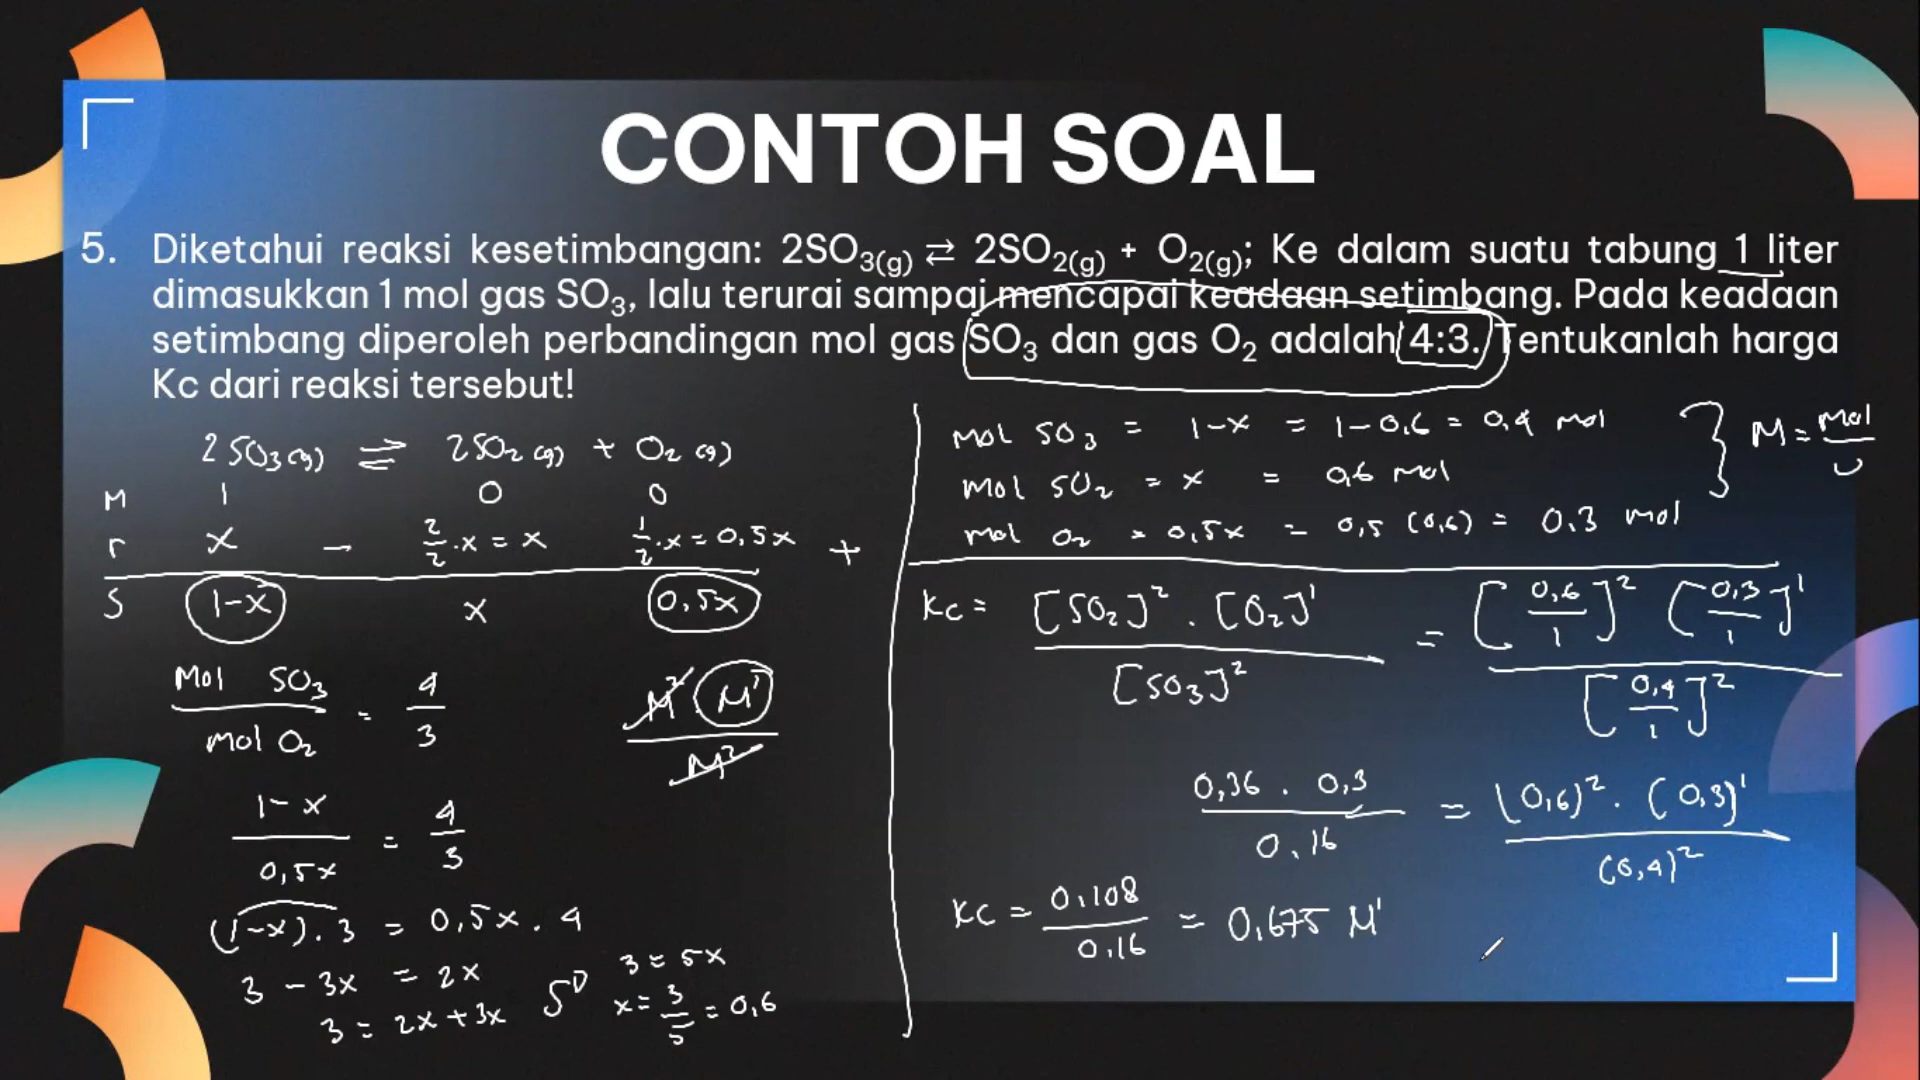 CONTOH SOAL
5. Diketahui reaksi kesetimbangan: 2SO₃(g) ⇄ 2SO₂(g) + O₂(g); Ke dalam suatu tabung 1 liter
dimasukkan 1 mol gas SO₃, lalu terurai sampai mencapai keadaan setimbang. Pada keadaan
setimbang diperoleh perbandingan mol gas SO₃ dan gas O₂ adalah 4:3. Tentukanlah harga
Kc dari reaksi tersebut!
2SO₃(g) ⇌ 2SO₂(g) + O₂(g)
M 1 0 0
r x – 2/2 . x = x 1/2 . x = 0,5x +
S 1-x x 0,5x
Mol SO₃ / mol O₂ = 4/3
M² M¹ / M²
1-x / 0,5x = 4/3
(1-x) . 3 = 0,5x . 4
3 - 3x = 2x
3 = 2x + 3x
3 = 5x
x = 3/5 = 0,6
mol SO₃ = 1-x = 1-0,6 = 0,4 mol
mol SO₂ = x = 0,6 mol
mol O₂ = 0,5x = 0,5 (0,6) = 0.3 mol
M = mol/v
Kc = [SO₂]² . [O₂]¹ / [SO₃]² = [0,6/1]² [0,3/1]¹ / [0,4/1]²
0,36 . 0,3 / 0,16 = (0,6)² . (0,3)¹ / (0,4)²
Kc = 0,108 / 0,16 = 0,675 M¹